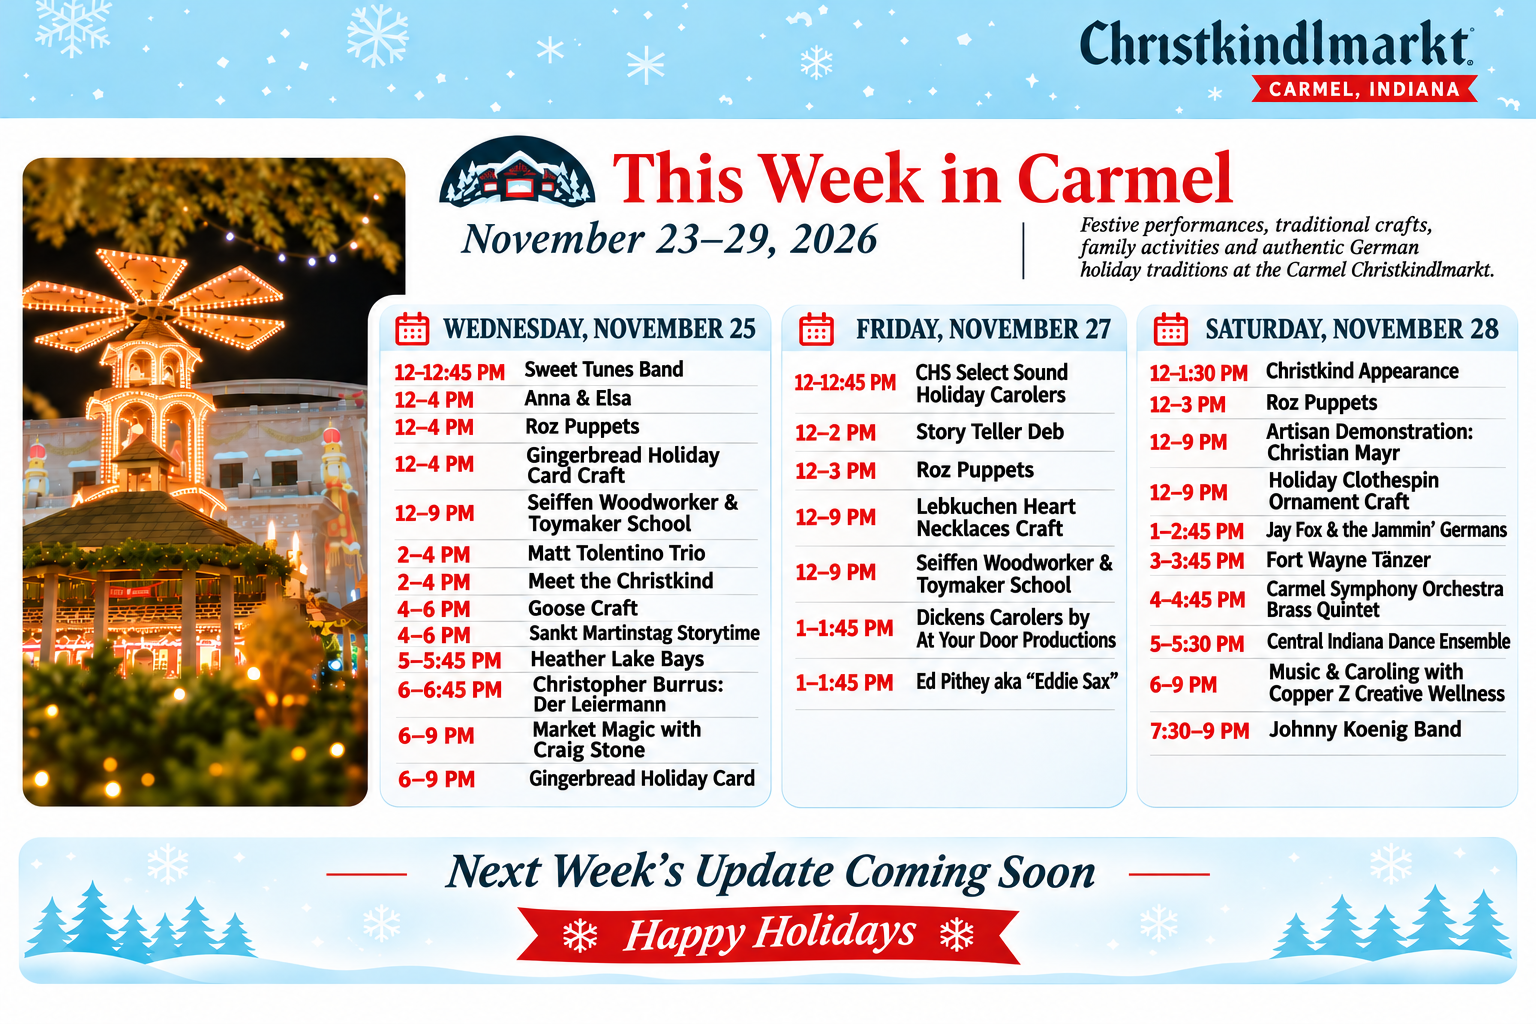 Christkindlmarkt
CARMEL, INDIANA
This Week in Carmel
November 23–29, 2026
Festive performances, traditional crafts,
family activities and authentic German
holiday traditions at the Carmel Christkindlmarkt.
WEDNESDAY, NOVEMBER 25
12–12:45 PM Sweet Tunes Band
12–4 PM Anna & Elsa
12–4 PM Roz Puppets
12–4 PM Gingerbread Holiday
Card Craft
12–9 PM Seiffen Woodworker &
Toymaker School
2–4 PM Matt Tolentino Trio
2–4 PM Meet the Christkind
4–6 PM Goose Craft
4–6 PM Sankt Martinstag Storytime
5–5:45 PM Heather Lake Bays
6–6:45 PM Christopher Burrus:
Der Leiermann
6–9 PM Market Magic with
Craig Stone
6–9 PM Gingerbread Holiday Card
FRIDAY, NOVEMBER 27
12–12:45 PM CHS Select Sound
Holiday Carolers
12–2 PM Story Teller Deb
12–3 PM Roz Puppets
12–9 PM Lebkuchen Heart
Necklaces Craft
12–9 PM Seiffen Woodworker &
Toymaker School
1–1:45 PM Dickens Carolers by
At Your Door Productions
1–1:45 PM Ed Pithey aka “Eddie Sax”
SATURDAY, NOVEMBER 28
12–1:30 PM Christkind Appearance
12–3 PM Roz Puppets
12–9 PM Artisan Demonstration:
Christian Mayr
12–9 PM Holiday Clothespin
Ornament Craft
1–2:45 PM Jay Fox & the Jammin’ Germans
3–3:45 PM Fort Wayne Tänzer
4–4:45 PM Carmel Symphony Orchestra
Brass Quintet
5–5:30 PM Central Indiana Dance Ensemble
6–9 PM Music & Caroling with
Copper Z Creative Wellness
7:30–9 PM Johnny Koenig Band
Next Week’s Update Coming Soon
Happy Holidays